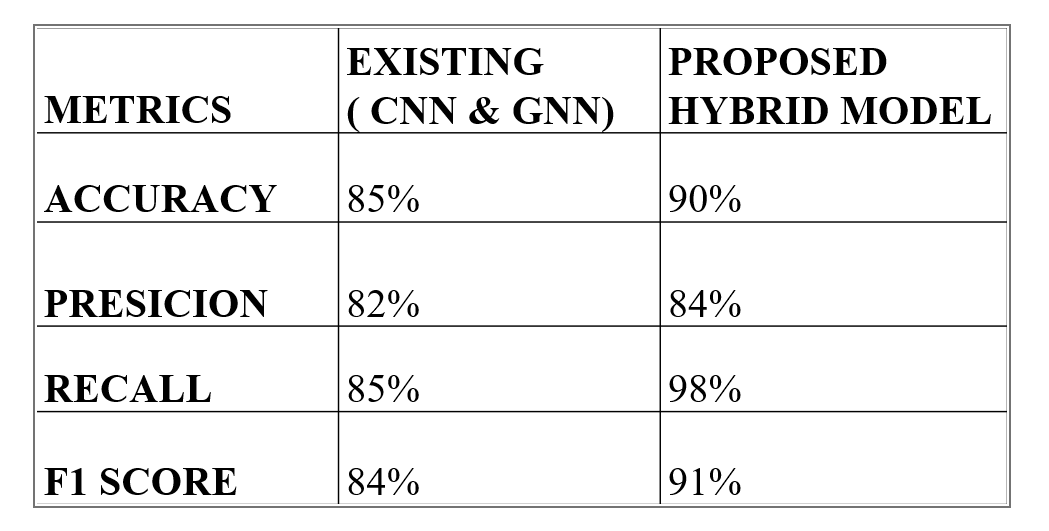 METRICS
EXISTING
( CNN & GNN)
PROPOSED
HYBRID MODEL
ACCURACY
85%
90%
PRESICION
82%
84%
RECALL
85%
98%
F1 SCORE
84%
91%